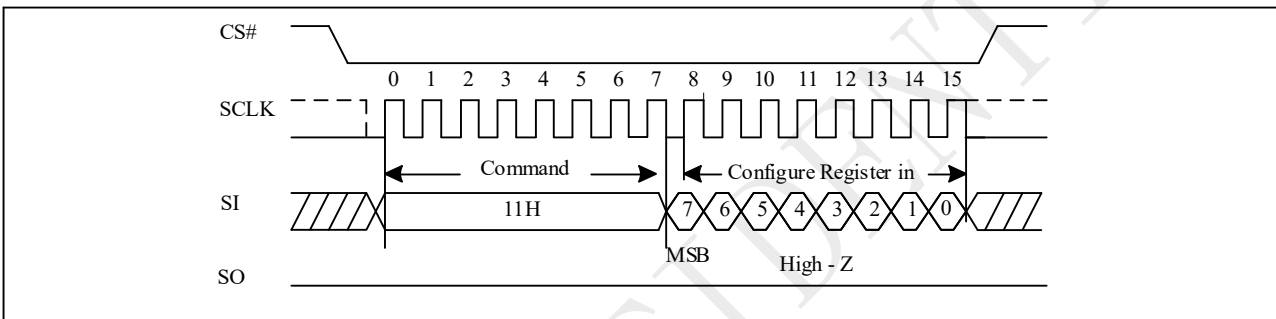 CS#
0 1 2 3 4 5 6 7 8 9 10 11 12 13 14 15
SCLK
Command Configure Register in
SI 11H 7 6 5 4 3 2 1 0
MSB High - Z
SO